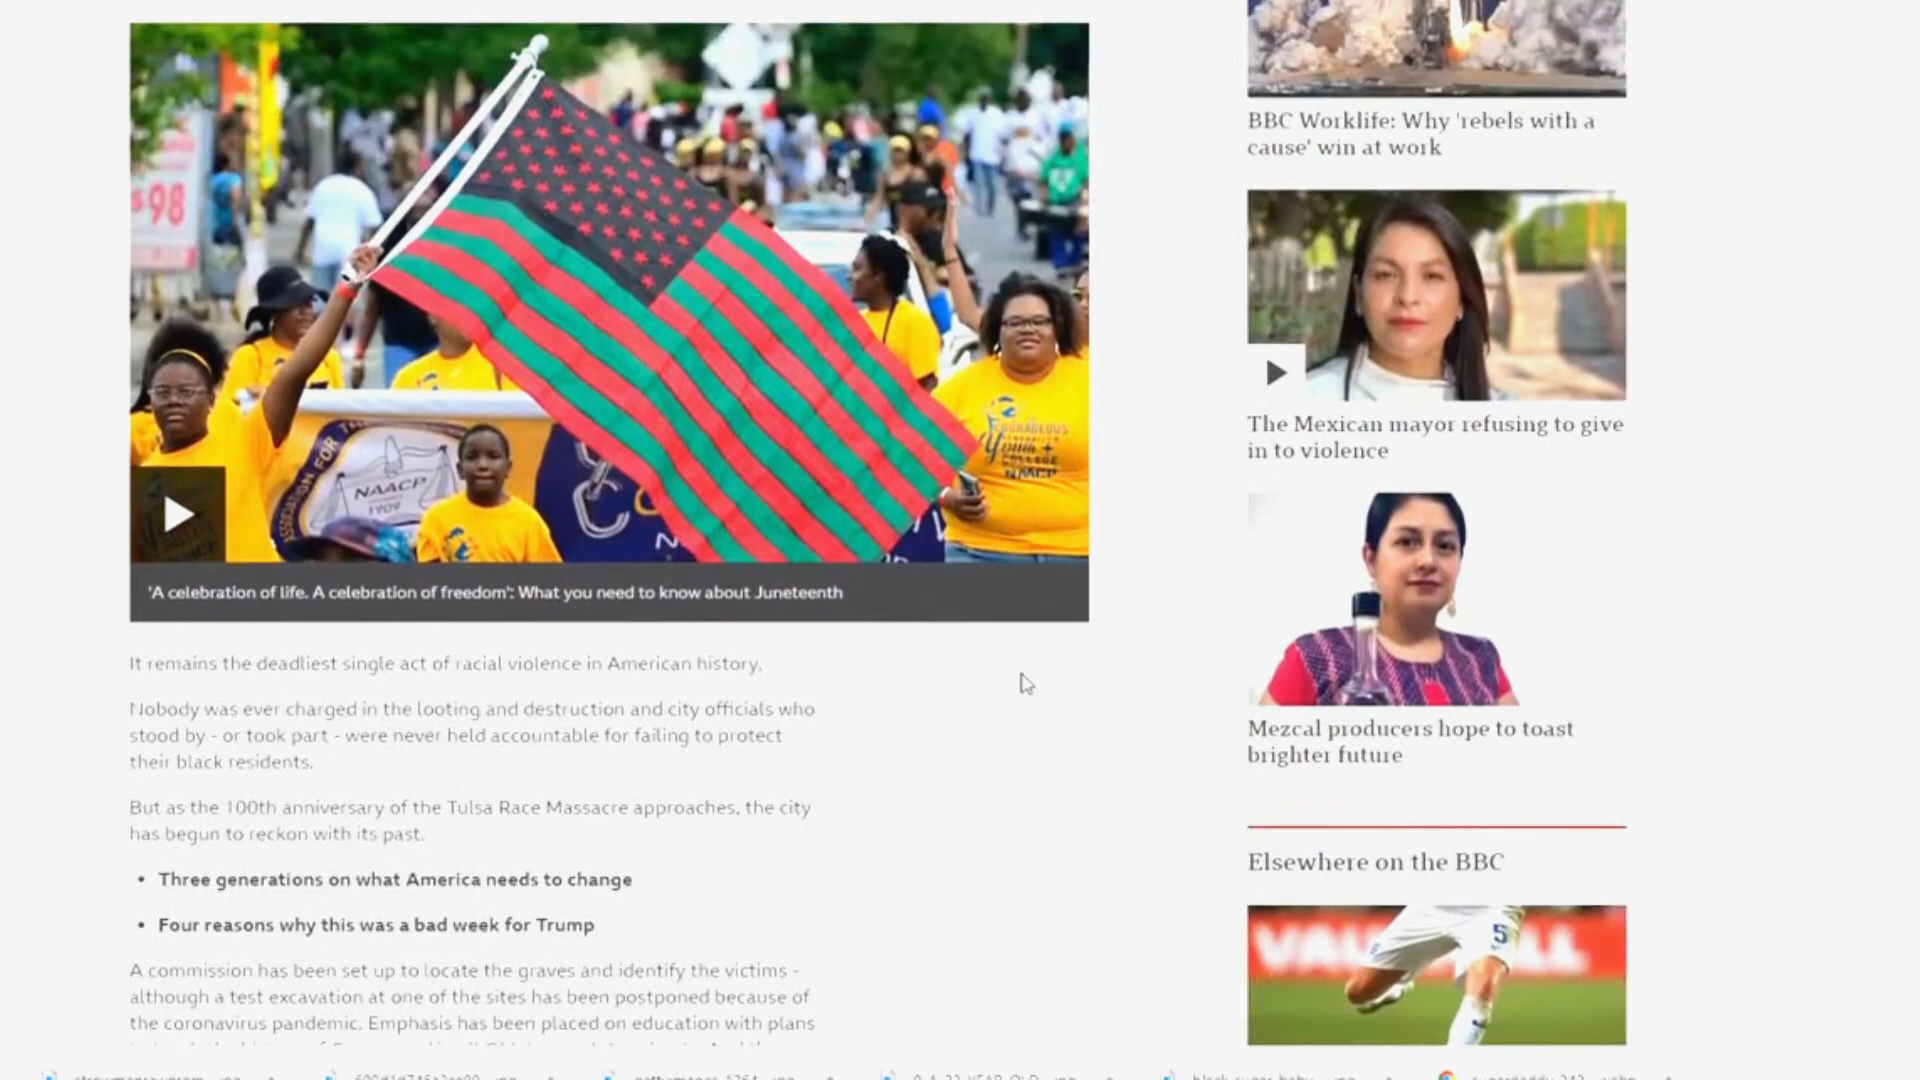 $98
ASSOCIATION FOR THE
NAACP
1909
COURAGEOUS
Youth +
COLLEGE
NAACP
'A celebration of life. A celebration of freedom': What you need to know about Juneteenth
It remains the deadliest single act of racial violence in American history.
Nobody was ever charged in the looting and destruction and city officials who
stood by - or took part - were never held accountable for failing to protect
their black residents.
But as the 100th anniversary of the Tulsa Race Massacre approaches, the city
has begun to reckon with its past.
• Three generations on what America needs to change
• Four reasons why this was a bad week for Trump
A commission has been set up to locate the graves and identify the victims -
although a test excavation at one of the sites has been postponed because of
the coronavirus pandemic. Emphasis has been placed on education with plans
BBC Worklife: Why 'rebels with a
cause' win at work
The Mexican mayor refusing to give
in to violence
Mezcal producers hope to toast
brighter future
Elsewhere on the BBC
5